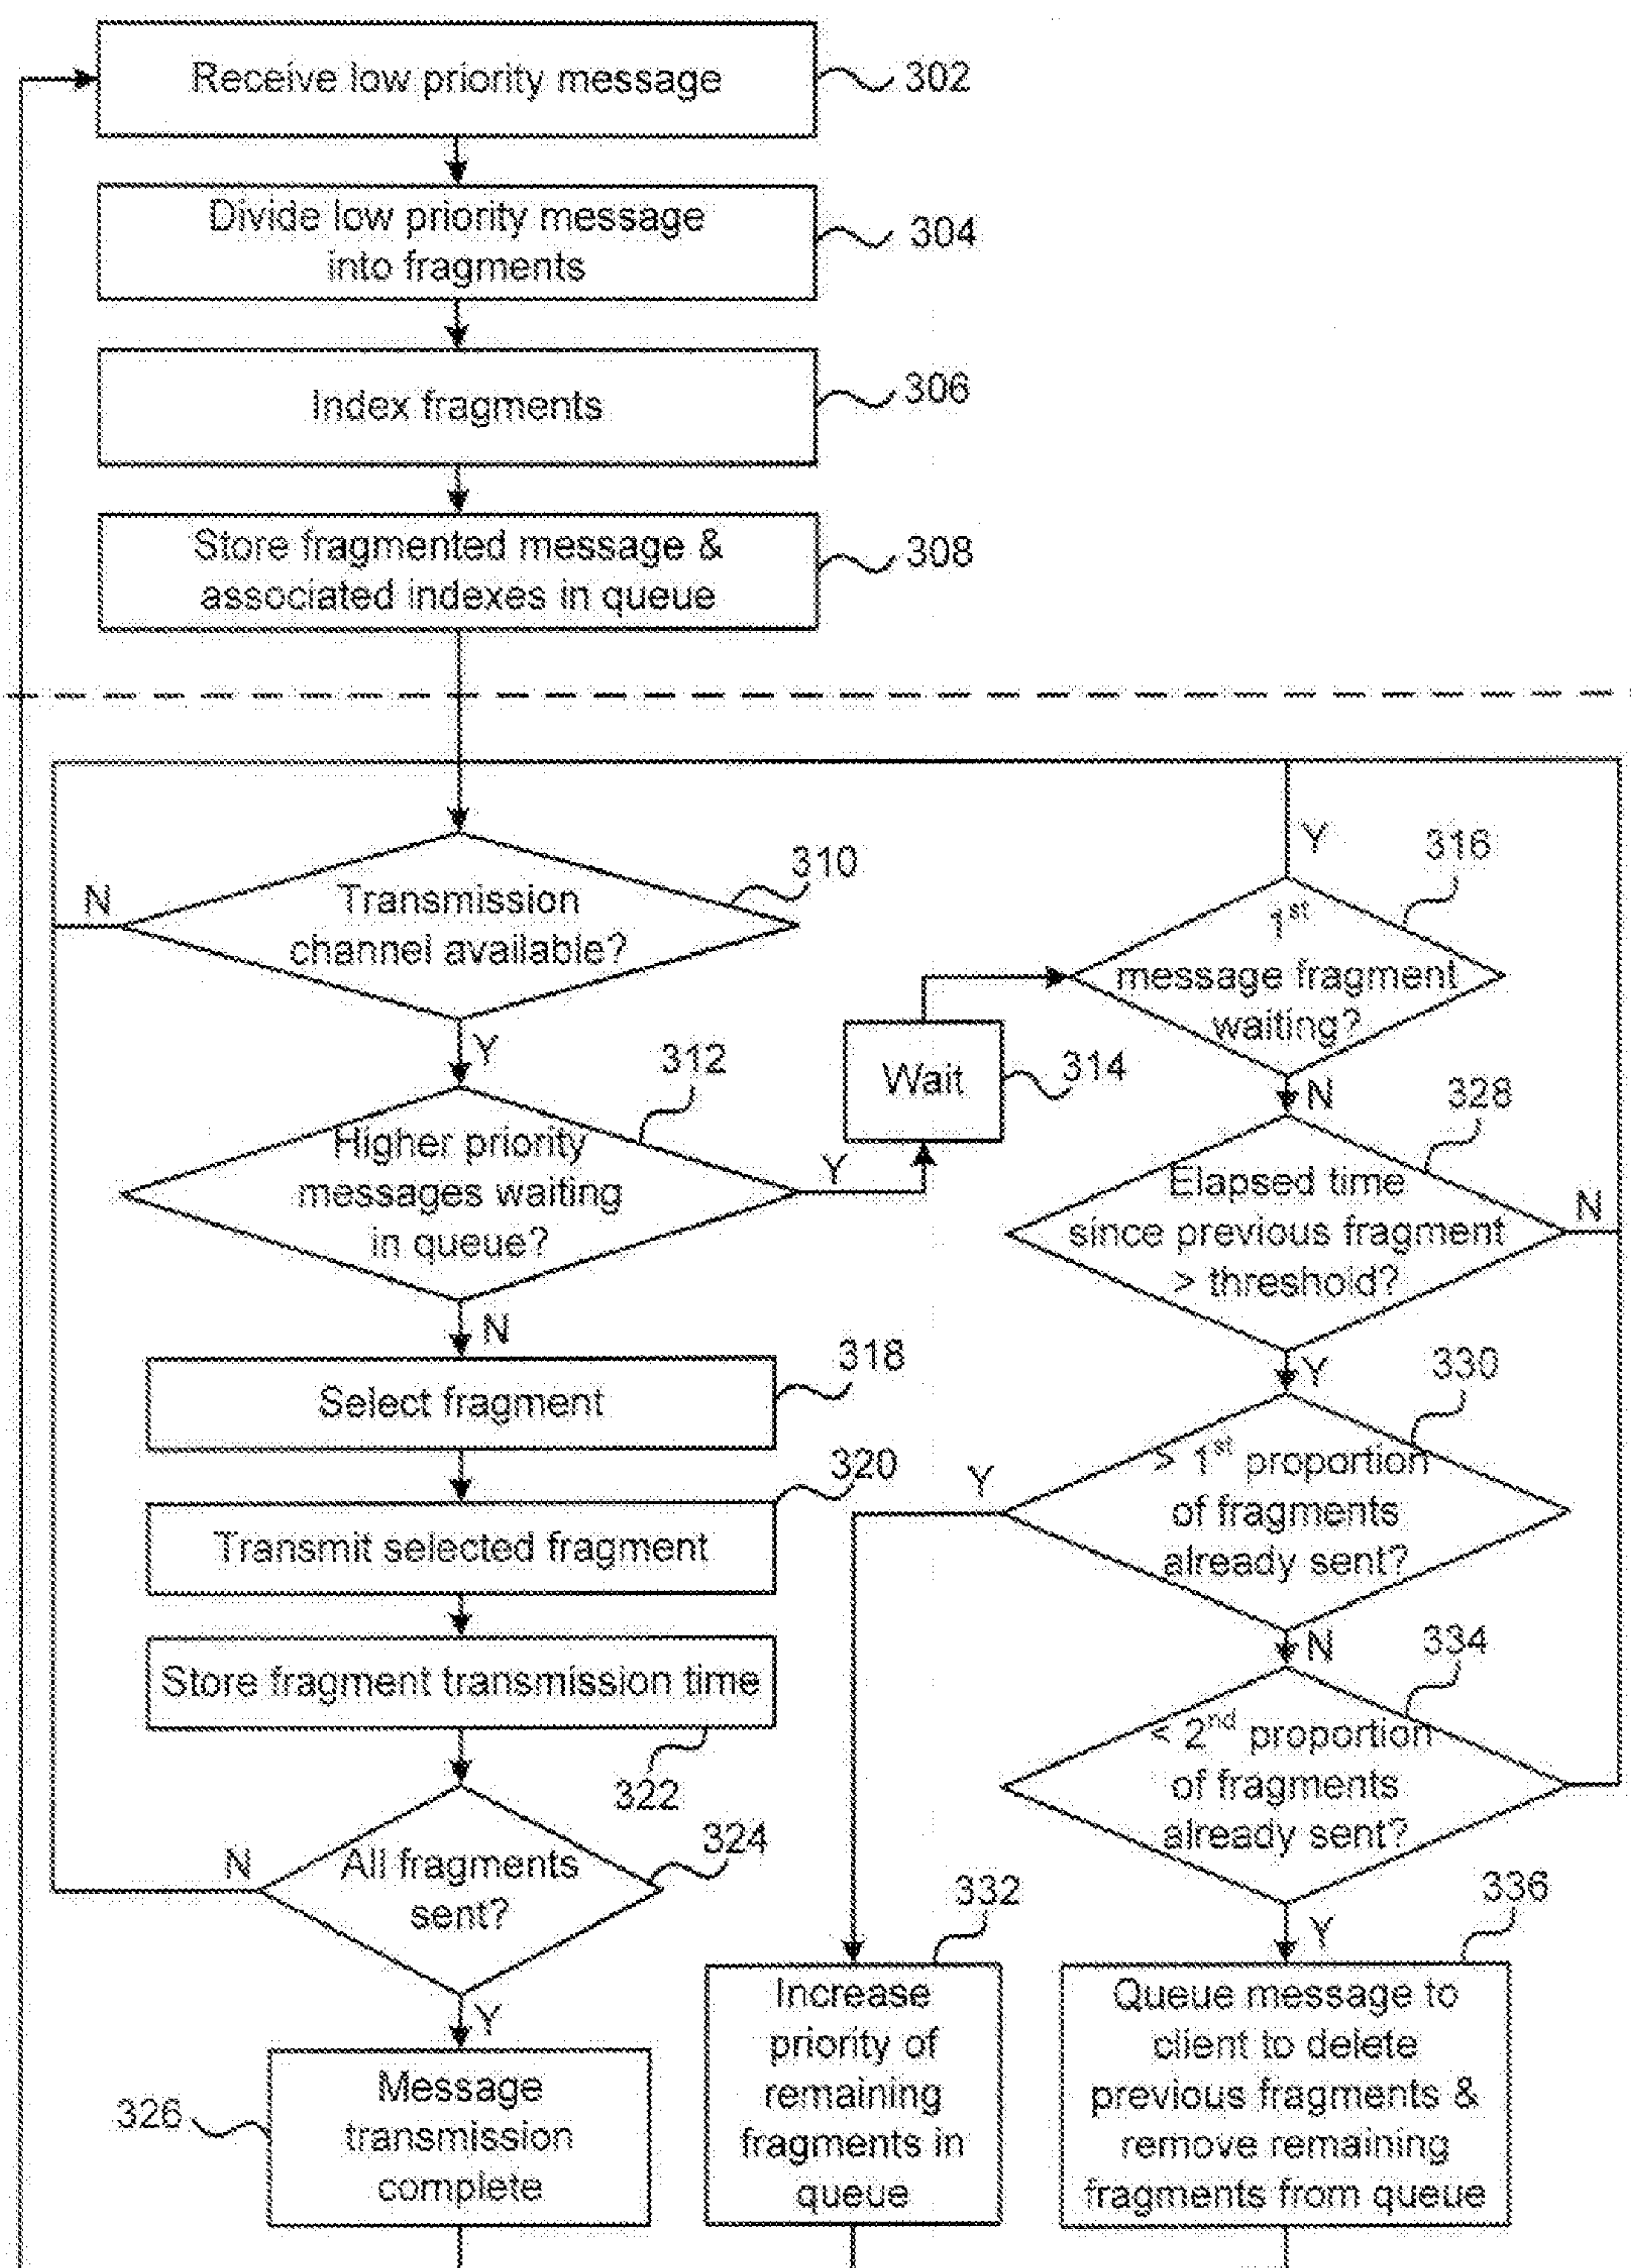 Receive low priority message
302
Divide low priority message
into fragments
304
Index fragments
306
Store fragmented message &
associated indexes in queue
308
N
Transmission
channel available?
310
Y
Higher priority
messages waiting
in queue?
312
Y
Wait
314
Y
1st
message fragment
waiting?
316
N
Elapsed time
since previous fragment
> threshold?
328
N
N
Select fragment
318
Transmit selected fragment
320
Store fragment transmission time
322
N
All fragments
sent?
324
Y
Message
transmission
complete
326
Y
> 1st proportion
of fragments
already sent?
330
Y
N
< 2nd proportion
of fragments
already sent?
334
Y
Increase
priority of
remaining
fragments in
queue
332
Queue message to
client to delete
previous fragments &
remove remaining
fragments from queue
336